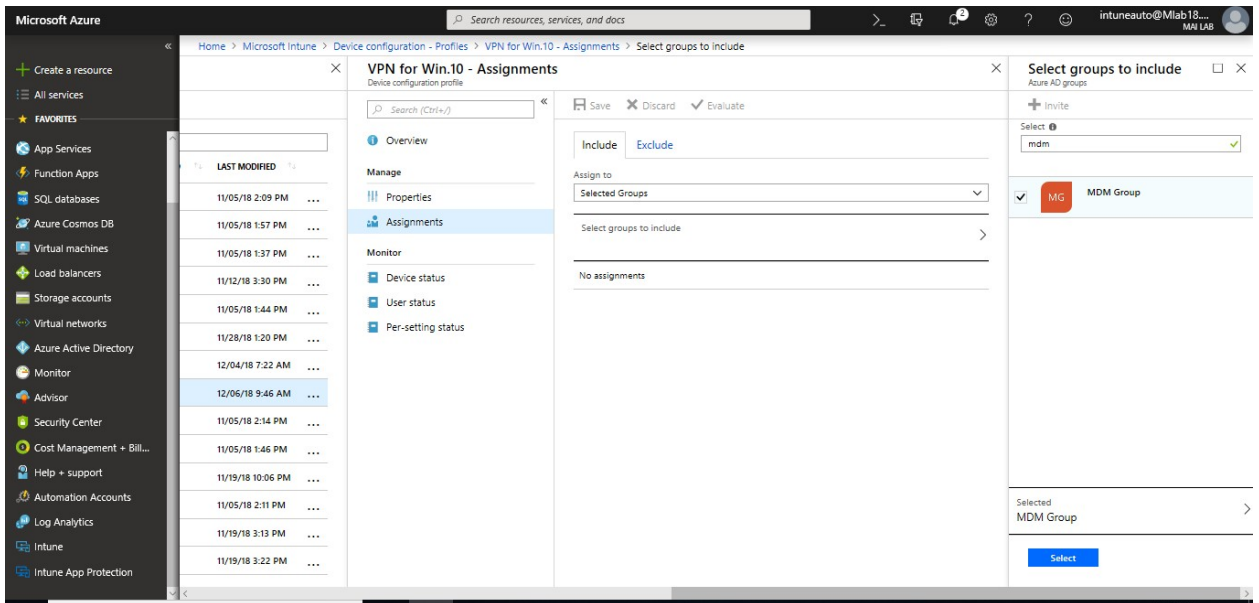 Microsoft Azure
Search resources, services, and docs
2
intuneauto@Mlab18....
MAI LAB
Home > Microsoft Intune > Device configuration - Profiles > VPN for Win.10 - Assignments > Select groups to include
Create a resource
All services
FAVORITES
App Services
Function Apps
SQL databases
Azure Cosmos DB
Virtual machines
Load balancers
Storage accounts
Virtual networks
Azure Active Directory
Monitor
Advisor
Security Center
Cost Management + Bill...
Help + support
Automation Accounts
Log Analytics
Intune
Intune App Protection
LAST MODIFIED
11/05/18 2:09 PM ...
11/05/18 1:57 PM ...
11/05/18 1:37 PM ...
11/12/18 3:30 PM ...
11/05/18 1:44 PM ...
11/28/18 1:20 PM ...
12/04/18 7:22 AM ...
12/06/18 9:46 AM ...
11/05/18 2:14 PM ...
11/05/18 1:46 PM ...
11/19/18 10:06 PM ...
11/05/18 2:11 PM ...
11/19/18 3:13 PM ...
11/19/18 3:22 PM ...
VPN for Win.10 - Assignments
Device configuration profile
Search (Ctrl+/)
Overview
Manage
Properties
Assignments
Monitor
Device status
User status
Per-setting status
Save Discard Evaluate
Include Exclude
Assign to
Selected Groups
Select groups to include
No assignments
Select groups to include
Azure AD groups
Invite
Select
mdm
MG MDM Group
Selected
MDM Group
Select